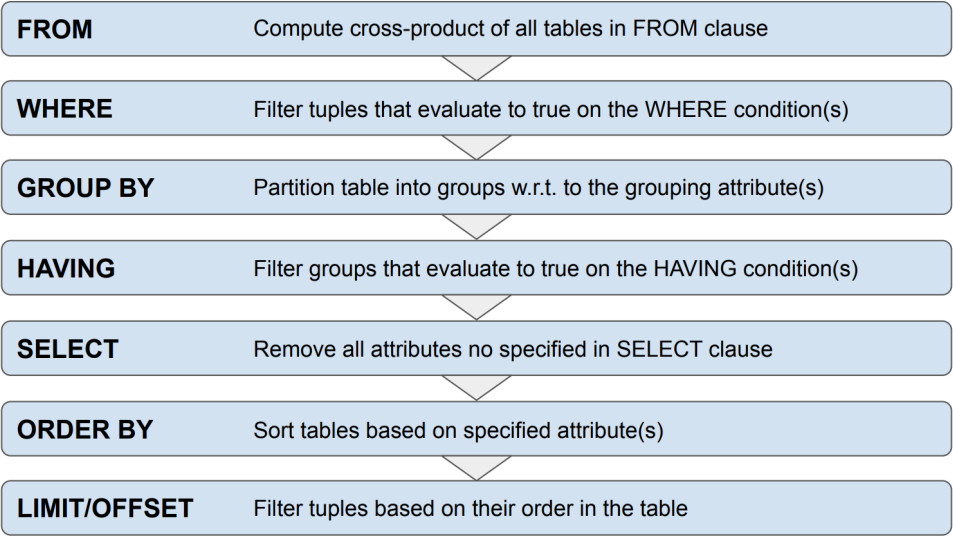 FROM Compute cross-product of all tables in FROM clause
WHERE Filter tuples that evaluate to true on the WHERE condition(s)
GROUP BY Partition table into groups w.r.t. to the grouping attribute(s)
HAVING Filter groups that evaluate to true on the HAVING condition(s)
SELECT Remove all attributes no specified in SELECT clause
ORDER BY Sort tables based on specified attribute(s)
LIMIT/OFFSET Filter tuples based on their order in the table